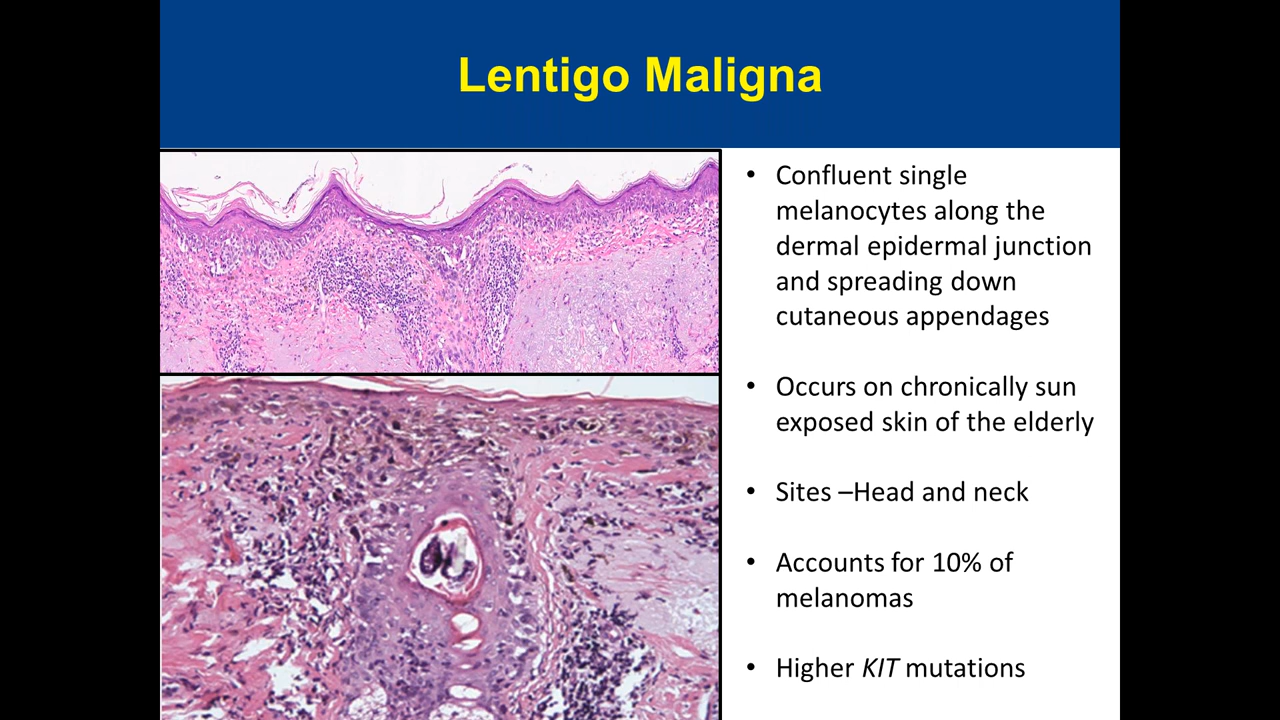 Lentigo Maligna
• Confluent single
melanocytes along the
dermal epidermal junction
and spreading down
cutaneous appendages
• Occurs on chronically sun
exposed skin of the elderly
• Sites –Head and neck
• Accounts for 10% of
melanomas
• Higher KIT mutations